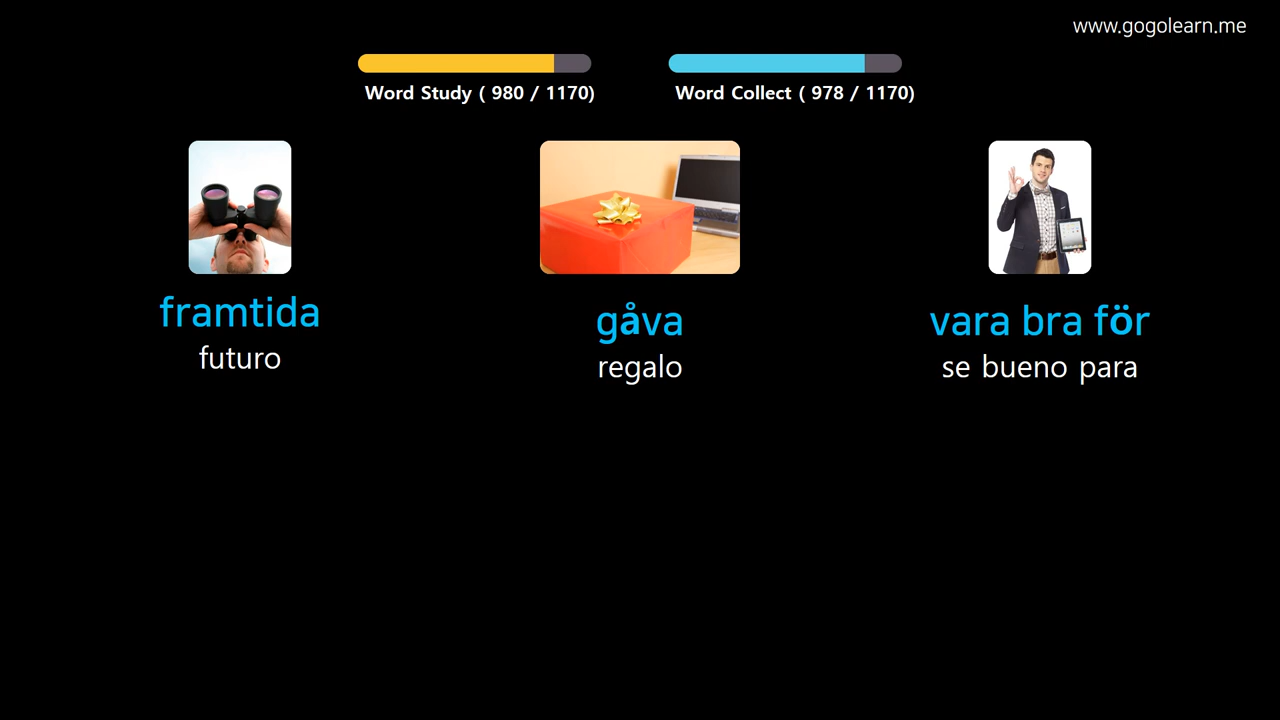 www.gogolearn.me
Word Study ( 980 / 1170)
Word Collect ( 978 / 1170)
framtida
futuro
gåva
regalo
vara bra för
se bueno para